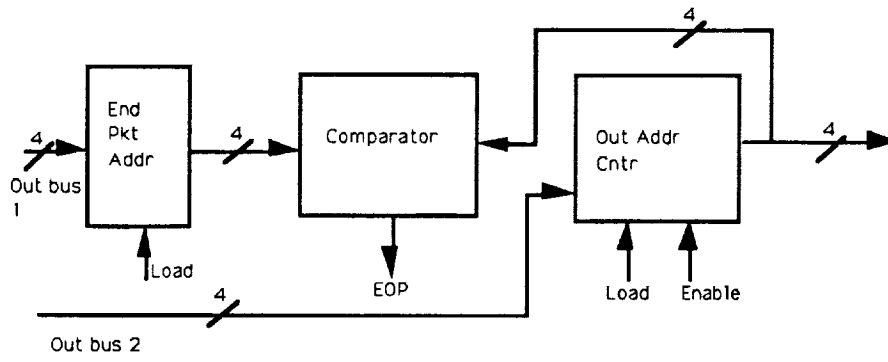 4
4
End
Pkt
Addr
4
4
Comparator
Out Addr
Cntr
4
Out bus
1
Load
EOP
Load
Enable
4
Out bus 2